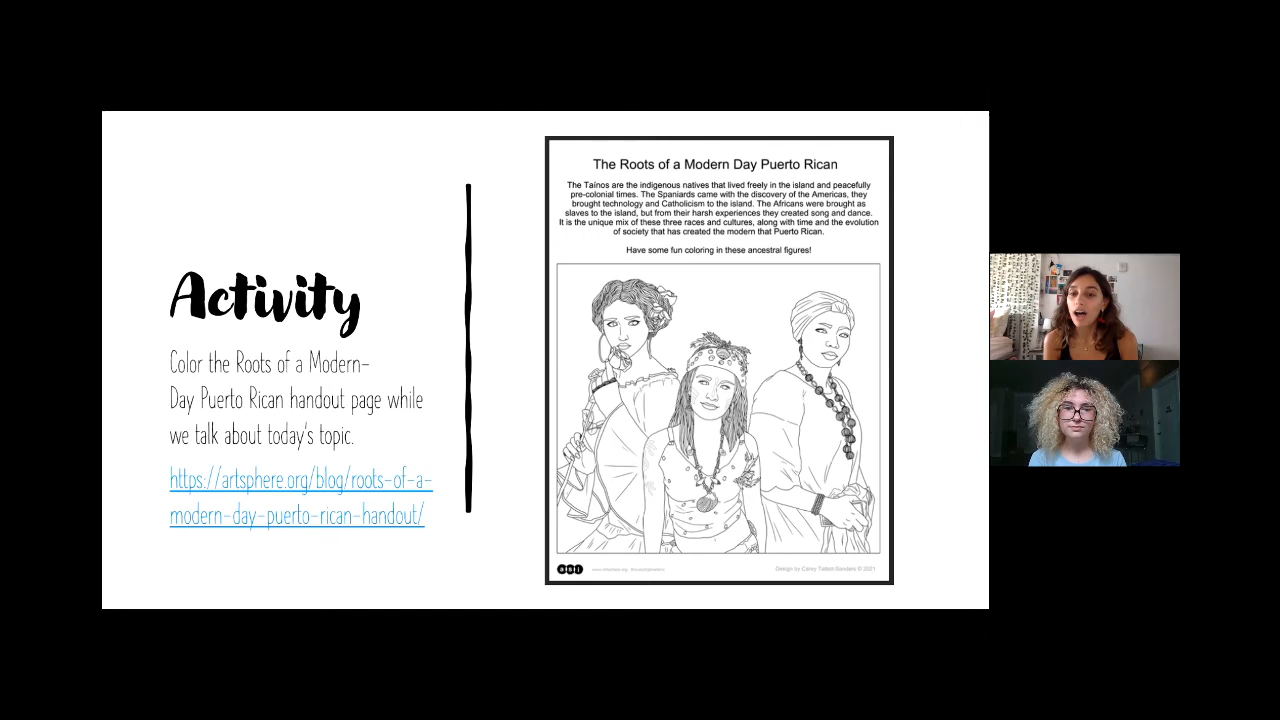 Activity
Color the Roots of a Modern-
Day Puerto Rican handout page while
we talk about today's topic.
https://artsphere.org/blog/roots-of-a-
modern-day-puerto-rican-handout/
The Roots of a Modern Day Puerto Rican
The Taínos are the indigenous natives that lived freely in the island and peacefully
pre-colonial times. The Spaniards came with the discovery of the Americas, they
brought technology and Catholicism to the island. The Africans were brought as
slaves to the island, but from their harsh experiences they created song and dance.
It is the unique mix of these three races and cultures, along with time and the evolution
of society that has created the modern that Puerto Rican.
Have some fun coloring in these ancestral figures!
asi
www.artsphere.org
Design by Carey Talbot-Sanders © 2021